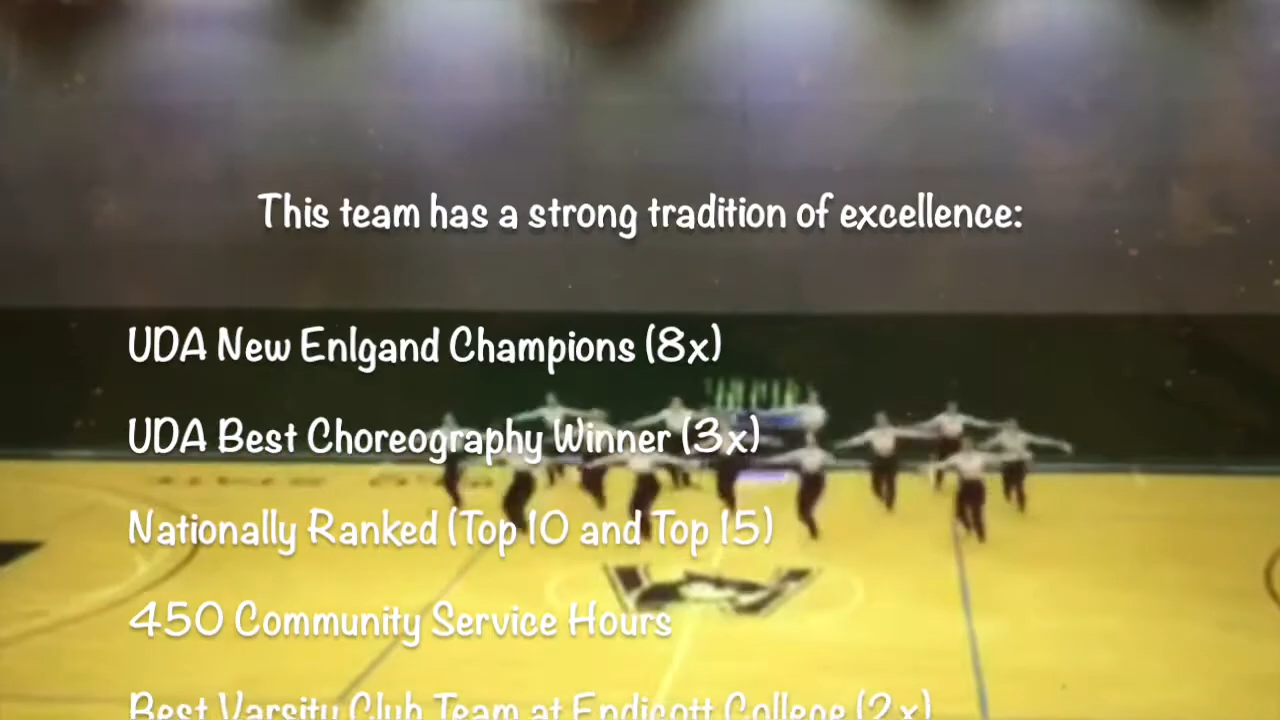 This team has a strong tradition of excellence:
UDA New Enlgand Champions (8x)
UDA Best Choreography Winner (3x)
Nationally Ranked (Top 10 and Top 15)
450 Community Service Hours
Best Varsity Club Team at Endicott College (2x)